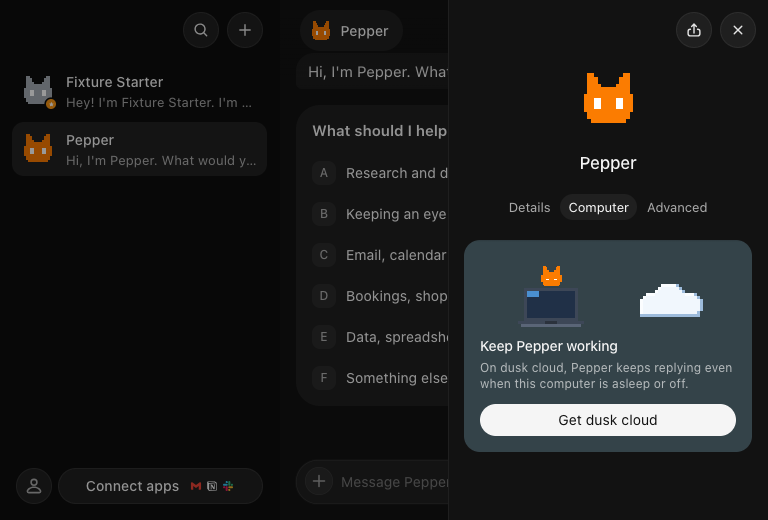 Fixture Starter
Hey! I'm Fixture Starter. I'm ...
Pepper
Hi, I'm Pepper. What would y...
Connect apps
Pepper
Hi, I'm Pepper. What
What should I help
A Research and d
B Keeping an eye
C Email, calendar
D Bookings, shop
E Data, spreadshe
F Something else
Message Pepper
Pepper
Details Computer Advanced
Keep Pepper working
On dusk cloud, Pepper keeps replying even
when this computer is asleep or off.
Get dusk cloud